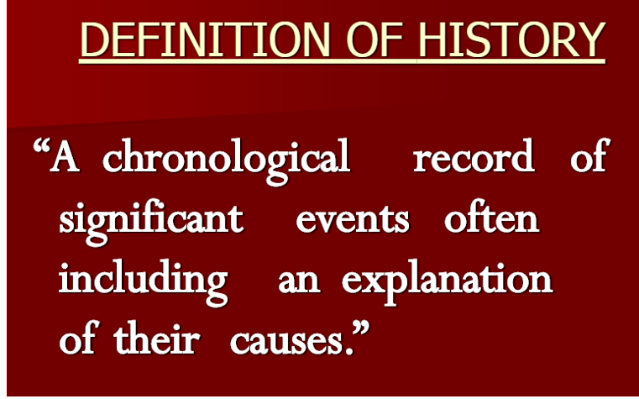 DEFINITION OF HISTORY
“A chronological record of
significant events often
including an explanation
of their causes.”